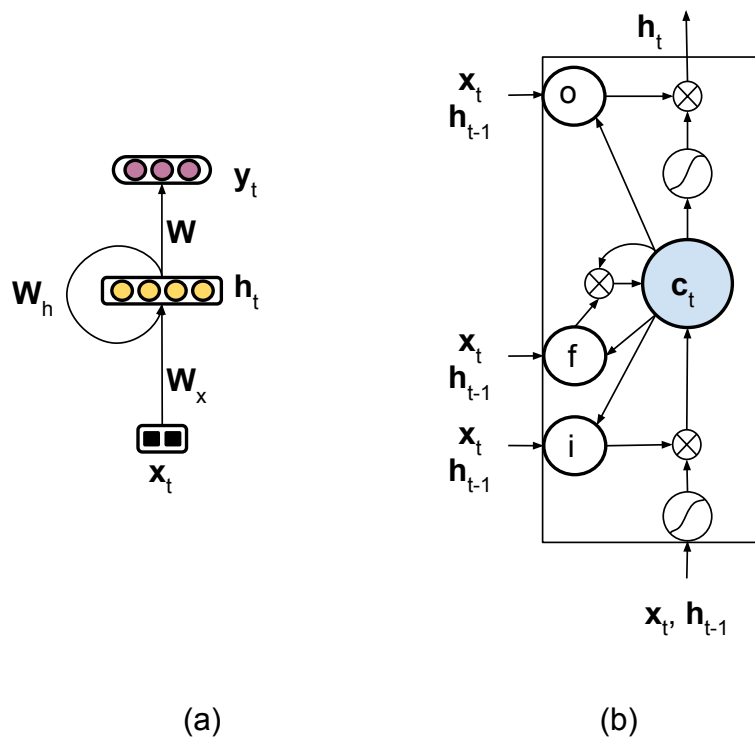 y_t
W
W_h
h_t
W_x
x_t
(a)
h_t
x_t
h_{t-1}
o
c_t
x_t
h_{t-1}
f
x_t
h_{t-1}
i
x_t, h_{t-1}
(b)